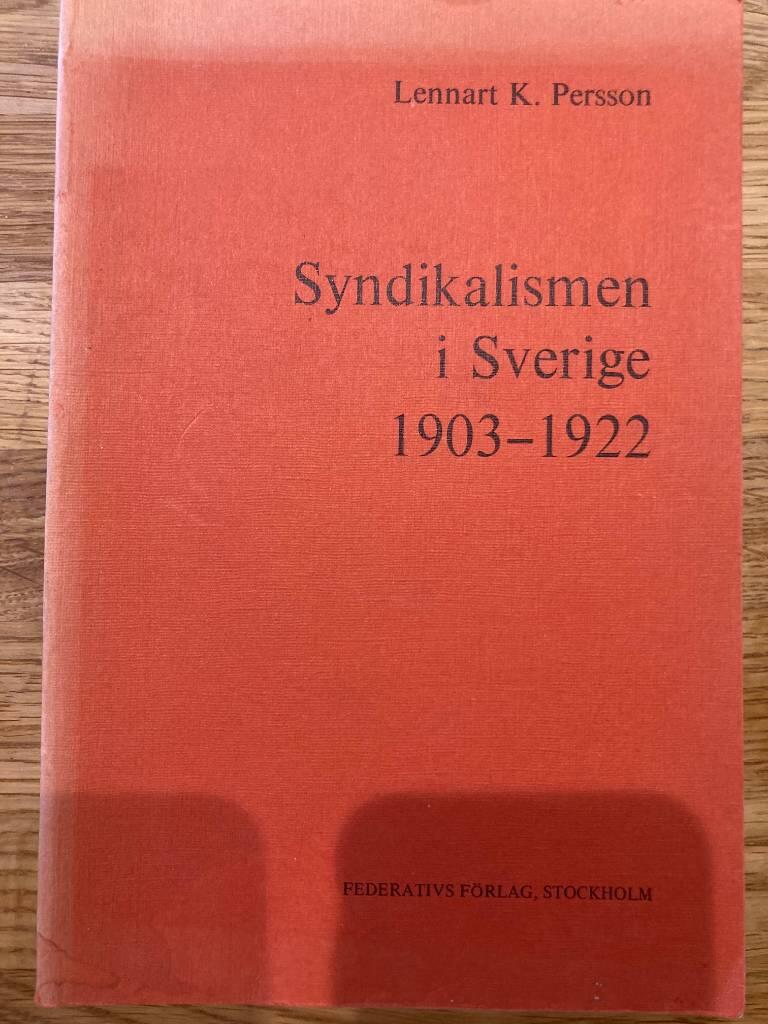 Lennart K. Persson
Syndikalismen
i Sverige
1903–1922
FEDERATIVS FÖRLAG, STOCKHOLM